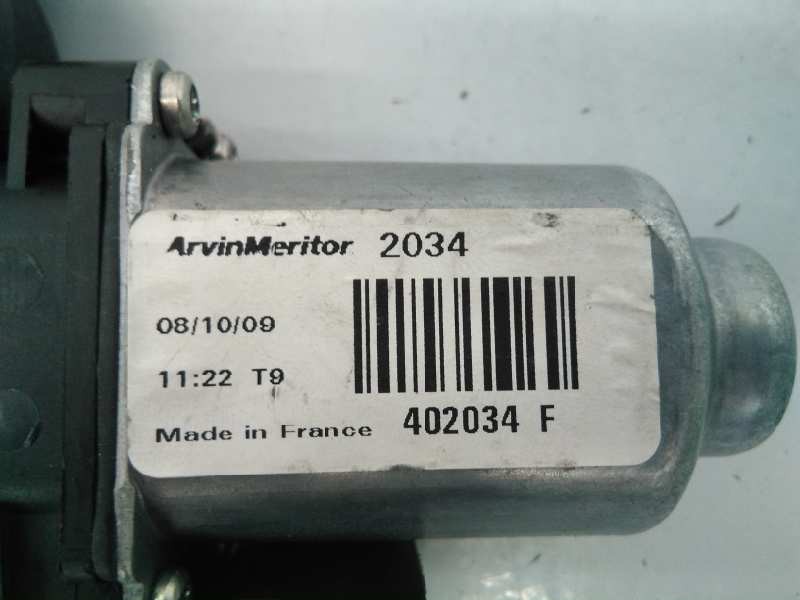 ArvinMeritor 2034
08/10/09
11:22 T9
Made in France 402034 F